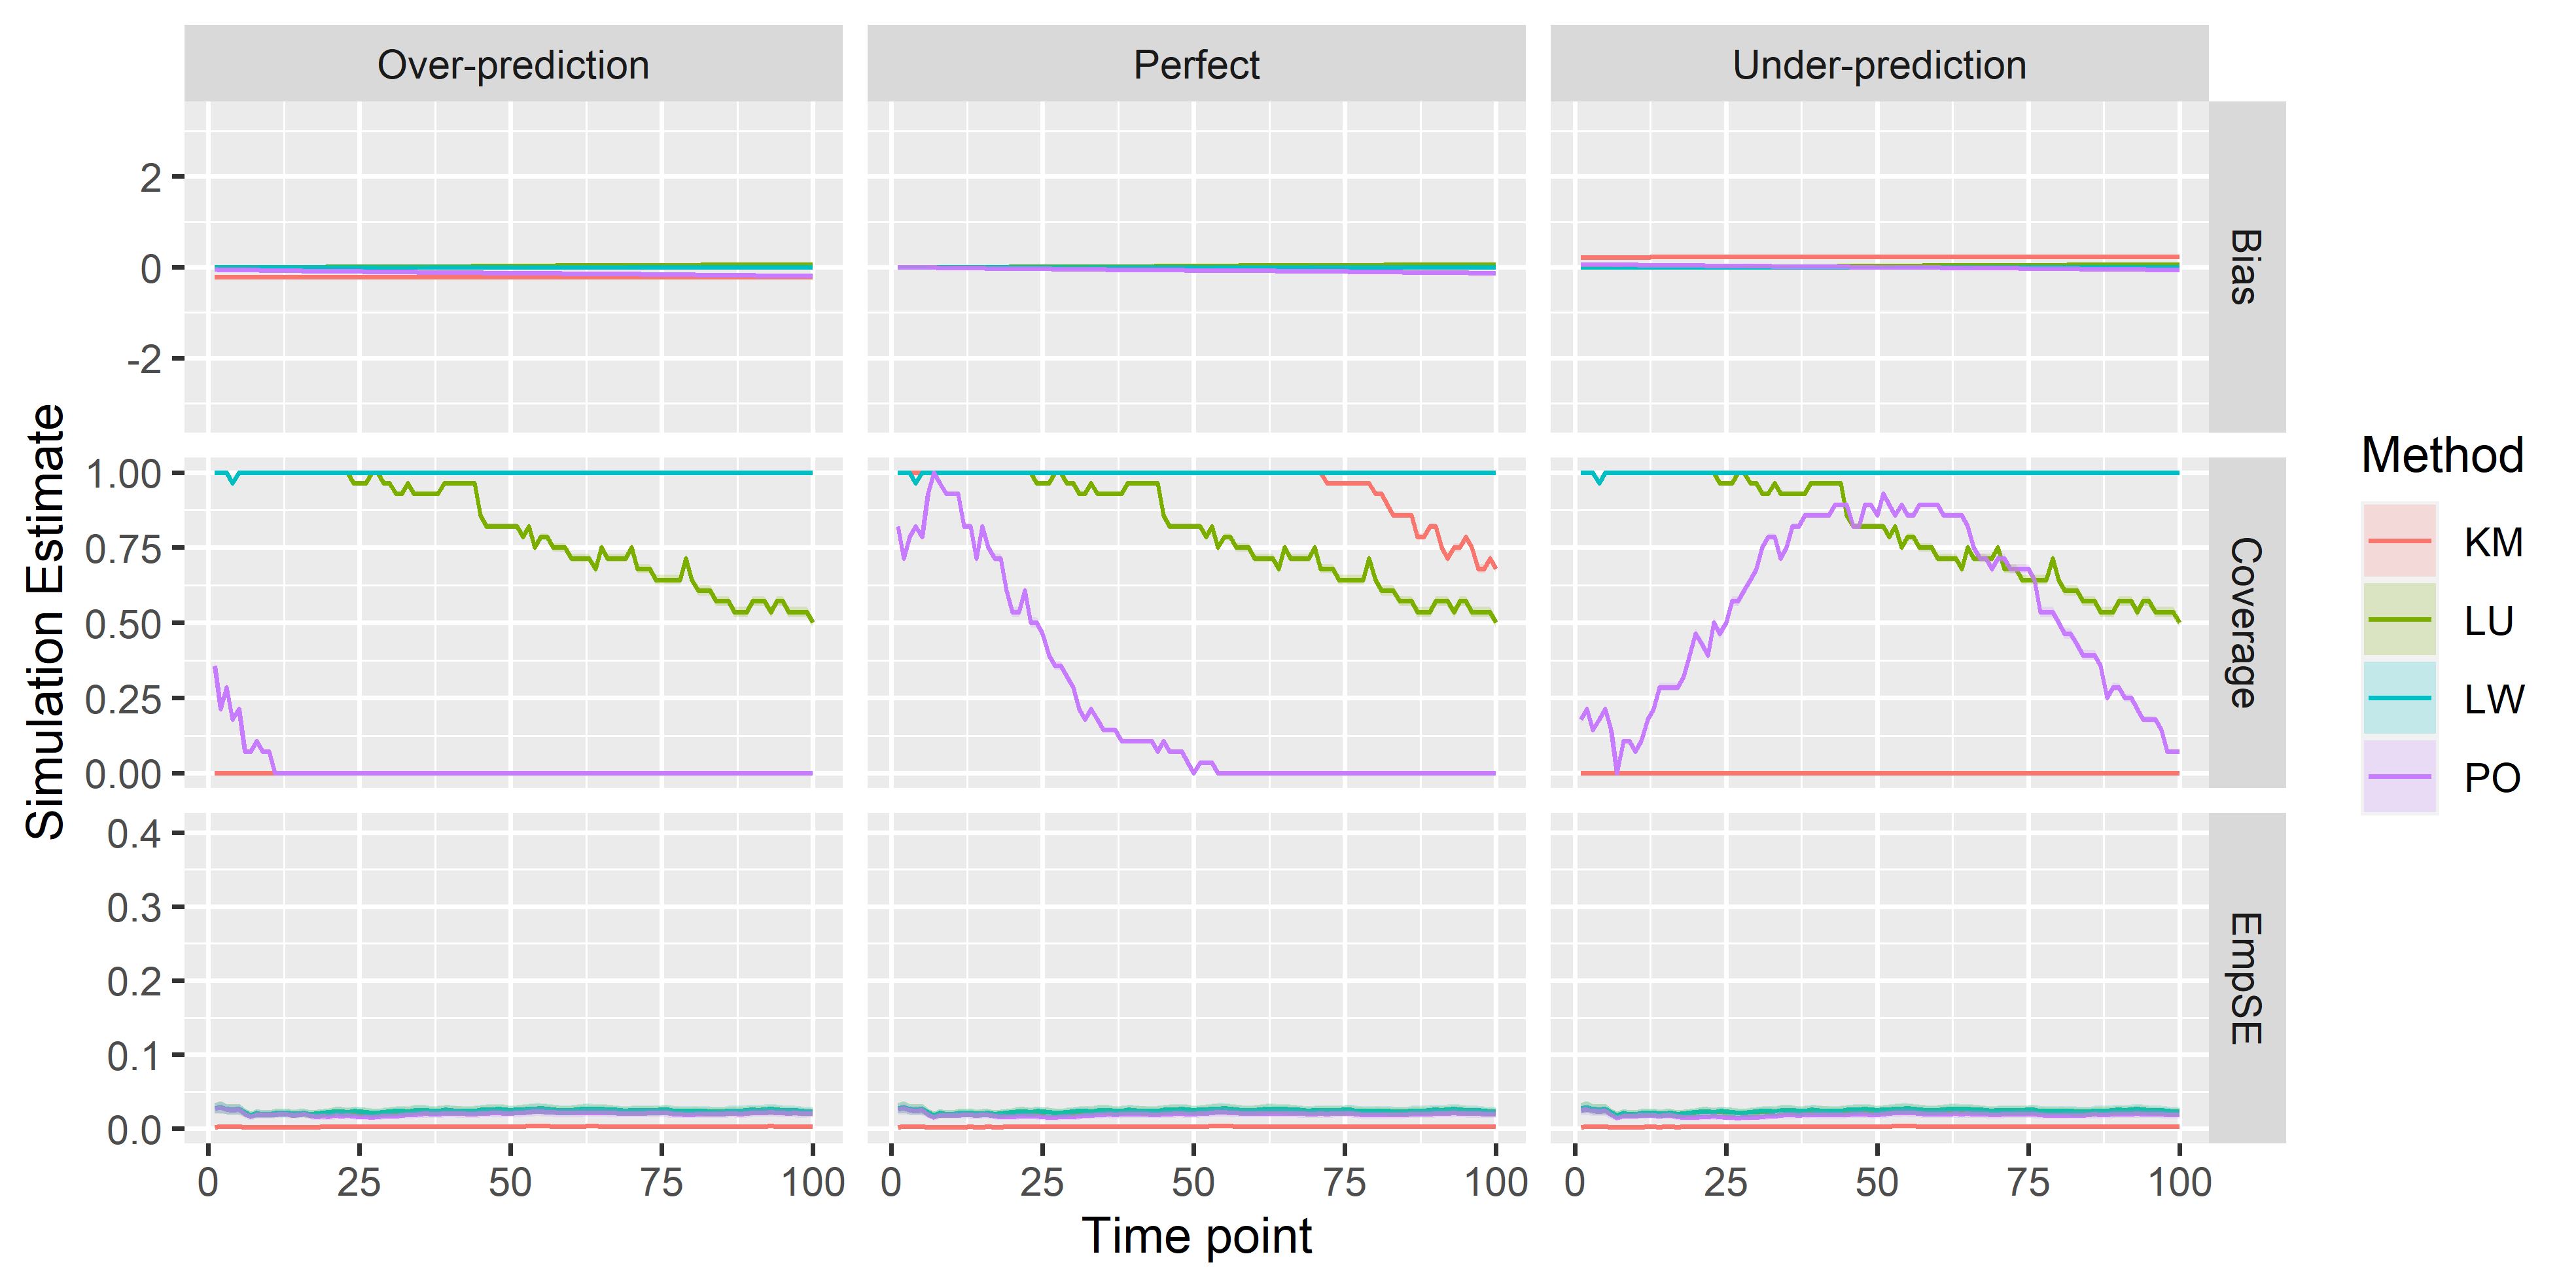 Over-prediction
Perfect
Under-prediction
2
0
-2
Bias
1.00
0.75
0.50
0.25
0.00
Coverage
0.4
0.3
0.2
0.1
0.0
EmpSE
0 25 50 75 100
0 25 50 75 100
0 25 50 75 100
Time point
Simulation Estimate
Method
KM
LU
LW
PO